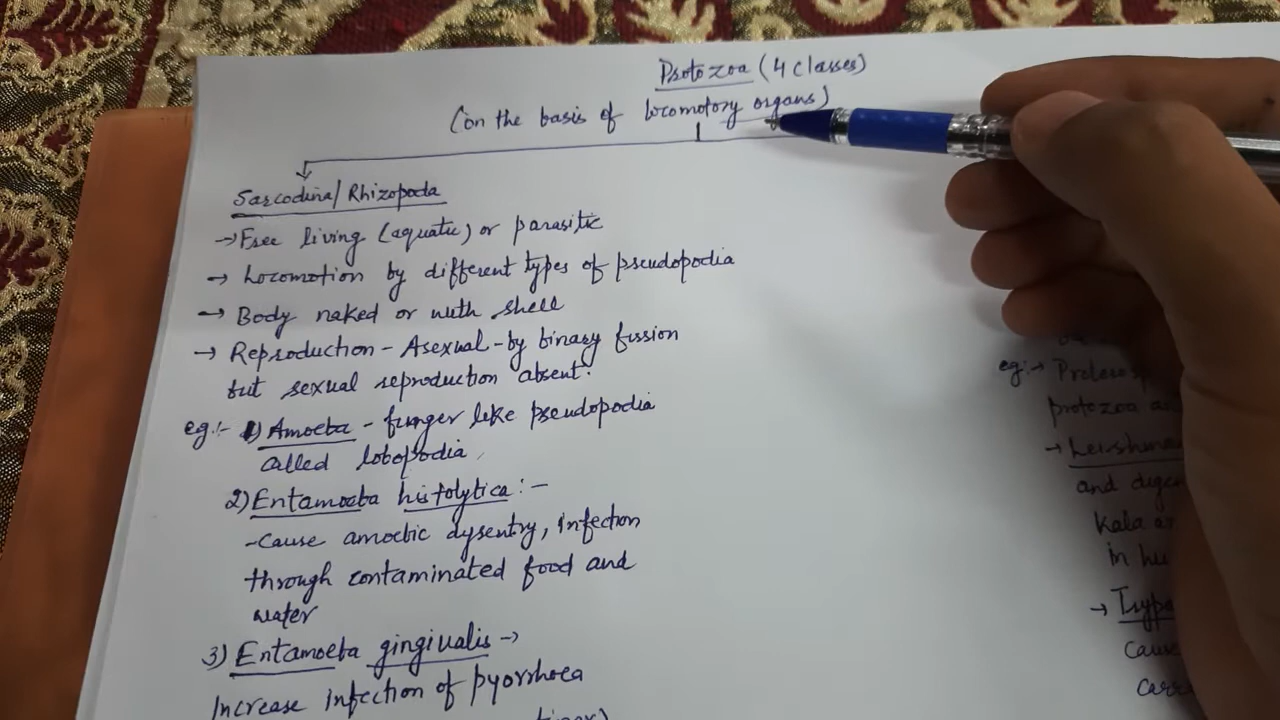 Protozoa (4 classes)
(on the basis of locomotory organs)
Sarcodina/Rhizopoda
→ Free living (aquatic) or parasitic
→ Locomotion by different types of pseudopodia
→ Body naked or with shell
→ Reproduction - Asexual - by binary fission
but sexual reproduction absent.
eg:- 1) Amoeba - finger like pseudopodia
called lobopodia
2) Entamoeba histolytica :-
- Cause amoebic dysentry, infection
through contaminated food and
water
3) Entamoeba gingivalis →
Increase infection of pyorrhoea
eg:→
protozoa
and
in
→
cause